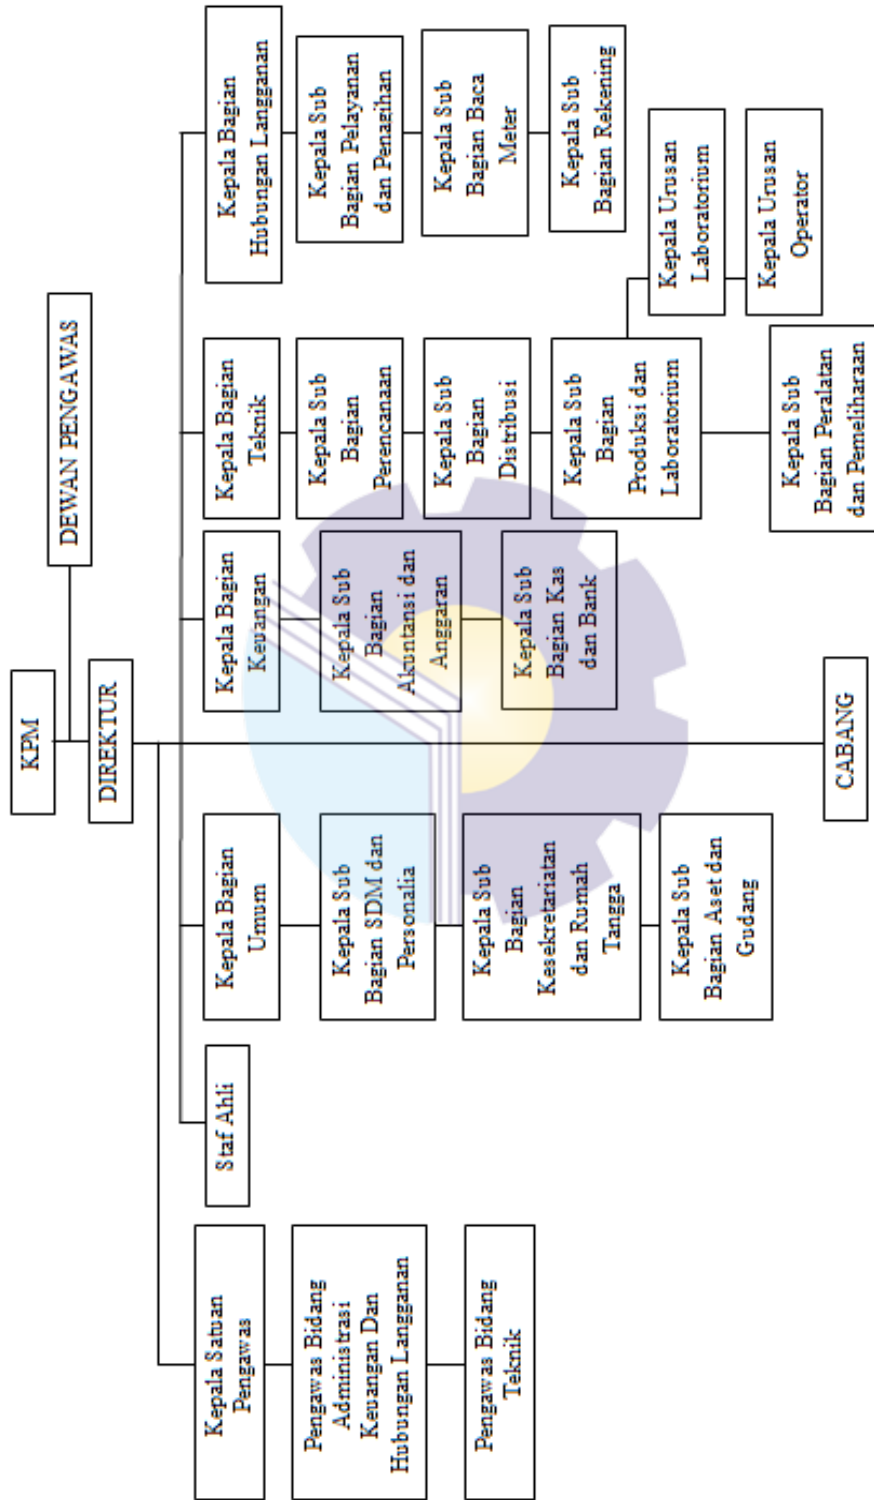 KPM
DEWAN PENGAWAS
DIREKTUR
Kepala Satuan
Pengawas
Pengawas Bidang
Administrasi
Keuangan Dan
Hubungan Langganan
Pengawas Bidang
Teknik
Staf Ahli
Kepala Bagian
Umum
Kepala Sub
Bagian SDM dan
Personalia
Kepala Sub
Bagian
Kesekretariatan
dan Rumah
Tangga
Kepala Sub
Bagian Aset dan
Gudang
Kepala Bagian
Keuangan
Kepala Sub
Bagian
Akuntansi dan
Anggaran
Kepala Sub
Bagian Kas
dan Bank
Kepala Bagian
Teknik
Kepala Sub
Bagian
Perencanaan
Kepala Sub
Bagian
Distribusi
Kepala Sub
Bagian
Produksi dan
Laboratorium
Kepala Urusan
Laboratorium
Kepala Urusan
Operator
Kepala Sub
Bagian Peralatan
dan Pemeliharaan
Kepala Bagian
Hubungan Langganan
Kepala Sub
Bagian Pelayanan
dan Penagihan
Kepala Sub
Bagian Baca
Meter
Kepala Sub
Bagian Rekening
CABANG